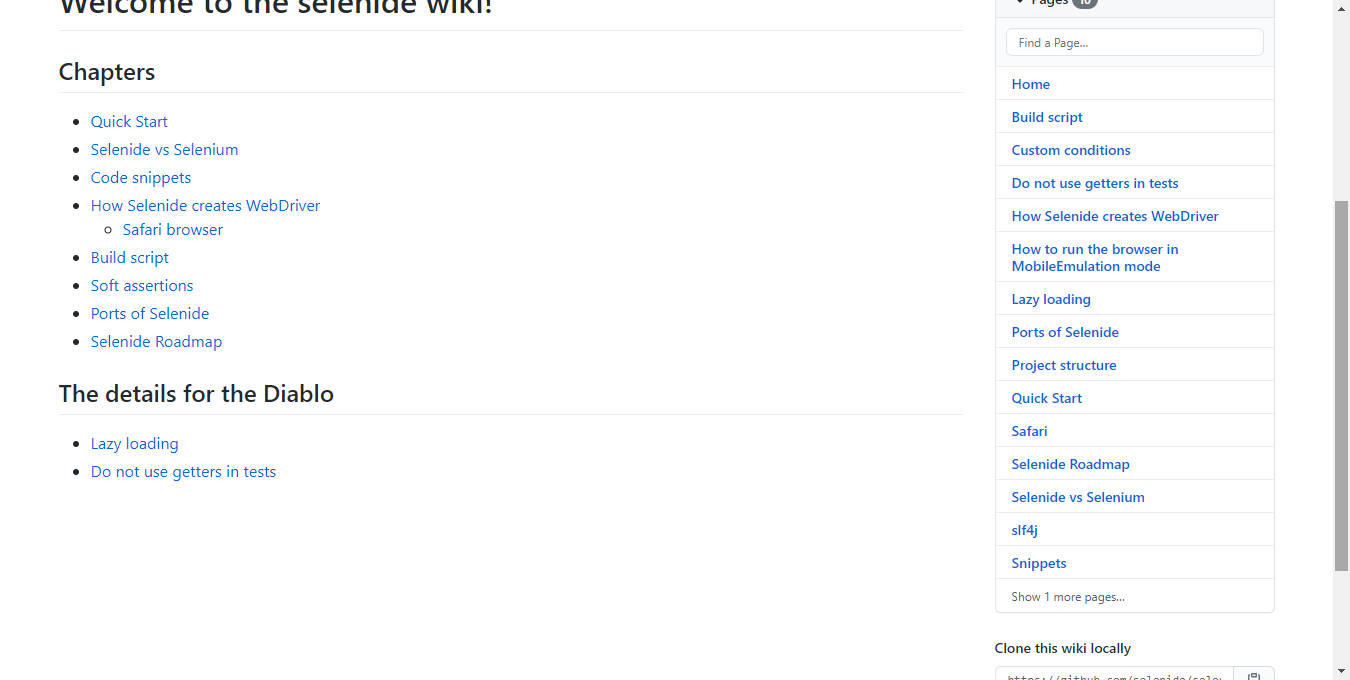 Welcome to the selenide wiki!
Chapters
Quick Start
Selenide vs Selenium
Code snippets
How Selenide creates WebDriver
Safari browser
Build script
Soft assertions
Ports of Selenide
Selenide Roadmap
The details for the Diablo
Lazy loading
Do not use getters in tests
Pages 16
Find a Page...
Home
Build script
Custom conditions
Do not use getters in tests
How Selenide creates WebDriver
How to run the browser in
MobileEmulation mode
Lazy loading
Ports of Selenide
Project structure
Quick Start
Safari
Selenide Roadmap
Selenide vs Selenium
slf4j
Snippets
Show 1 more pages...
Clone this wiki locally
https://github.com/selenide/sele